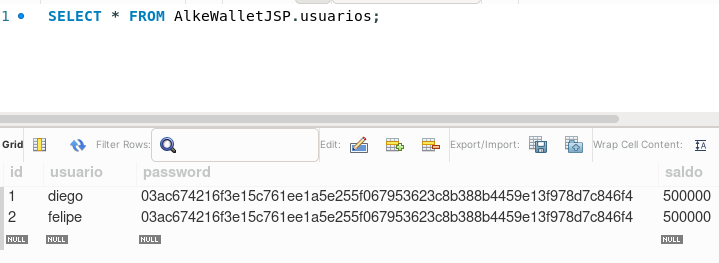 1 SELECT * FROM AlkeWalletJSP.usuarios;
Grid Filter Rows: Edit: Export/Import: Wrap Cell Content: IA
id usuario password saldo
1 diego 03ac674216f3e15c761ee1a5e255f067953623c8b388b4459e13f978d7c846f4 500000
2 felipe 03ac674216f3e15c761ee1a5e255f067953623c8b388b4459e13f978d7c846f4 500000
NULL NULL NULL NULL